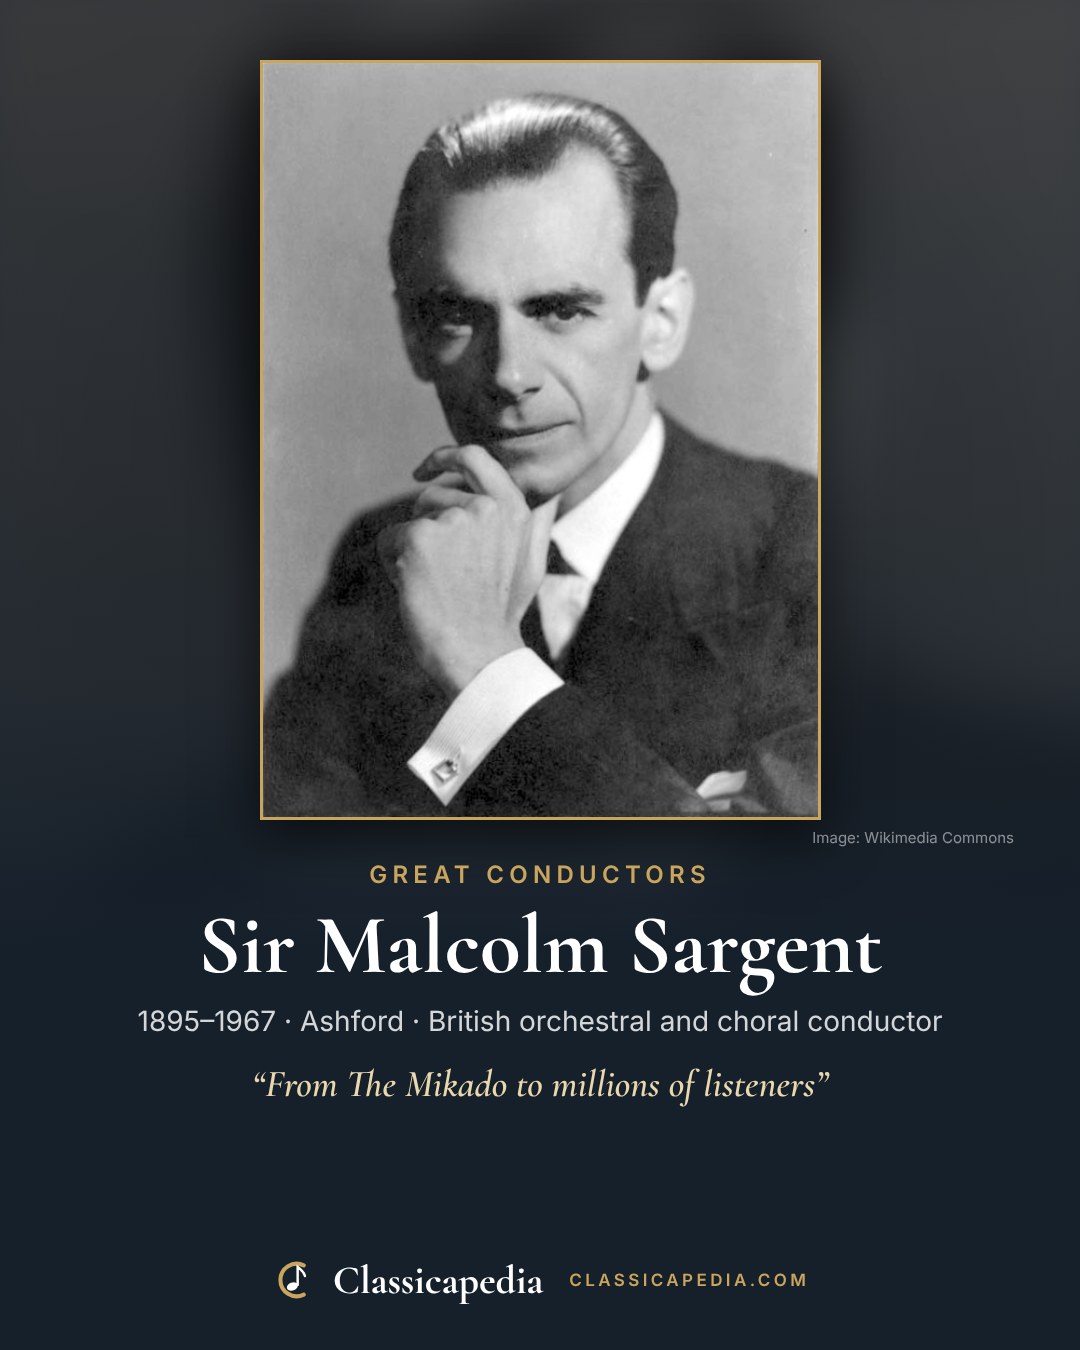 Image: Wikimedia Commons
GREAT CONDUCTORS
Sir Malcolm Sargent
1895–1967 · Ashford · British orchestral and choral conductor
“From The Mikado to millions of listeners”
Classicapedia CLASSICAPEDIA.COM